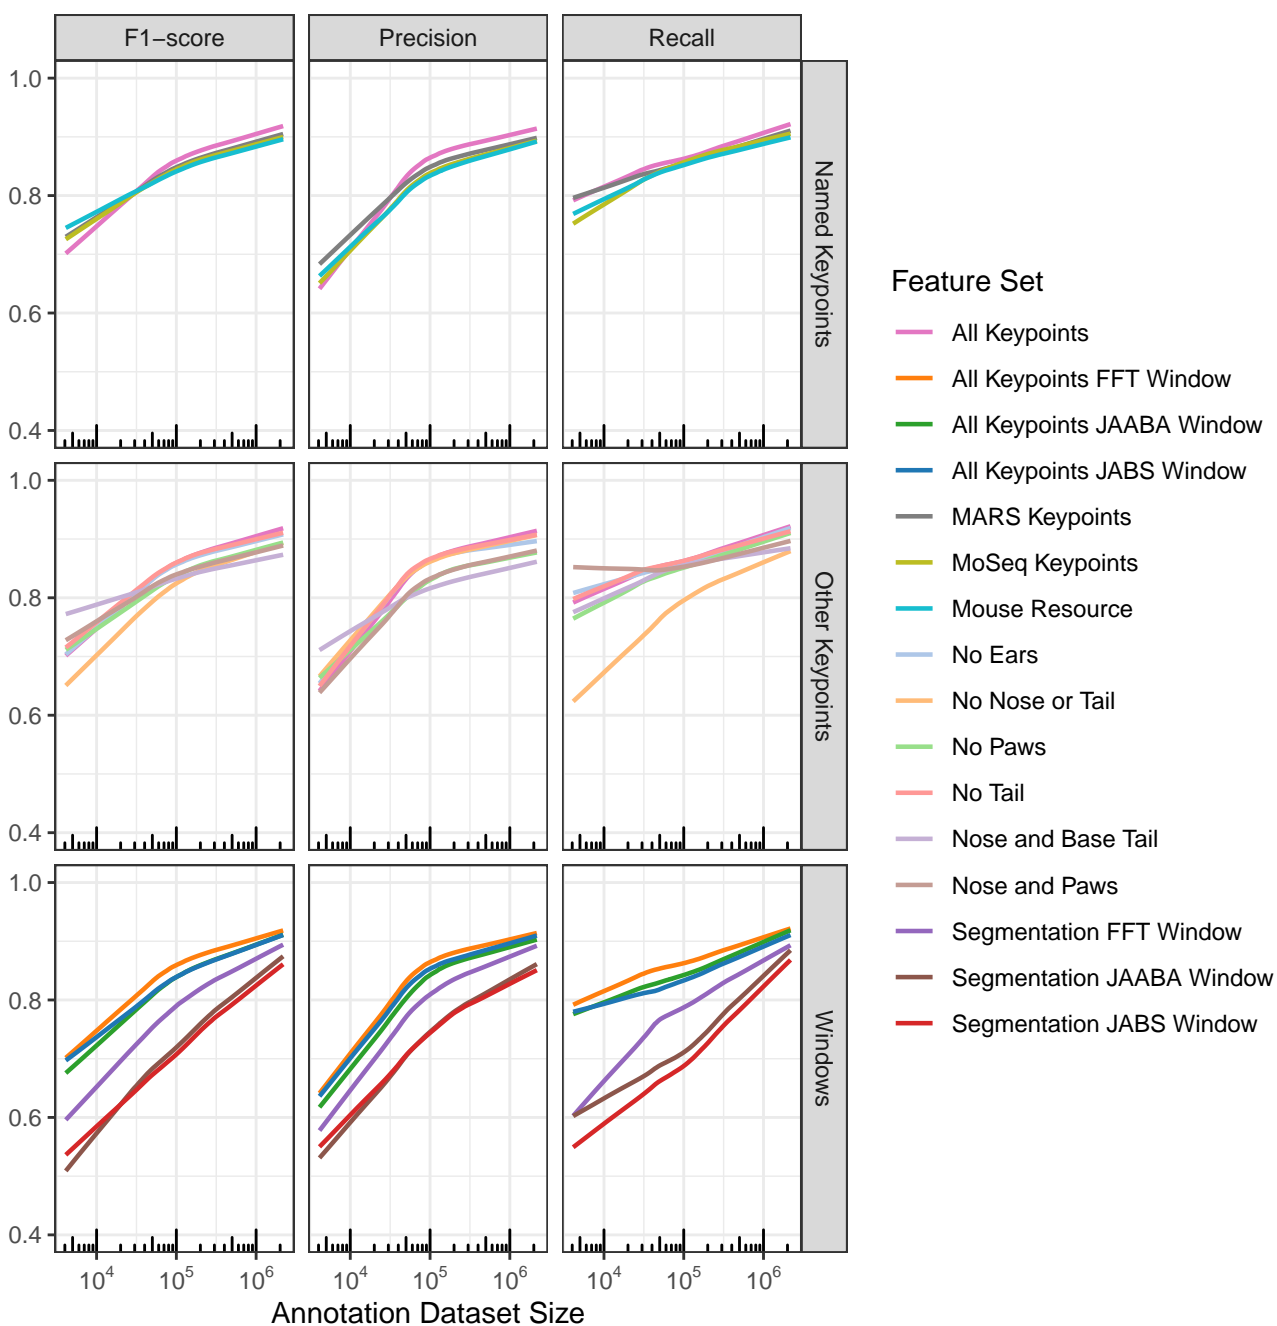 F1−score
Precision
Recall
1.0
0.8
0.6
0.4
Named Keypoints
1.0
0.8
0.6
0.4
Other Keypoints
1.0
0.8
0.6
0.4
Windows
10⁴ 10⁵ 10⁶
10⁴ 10⁵ 10⁶
10⁴ 10⁵ 10⁶
Annotation Dataset Size
Feature Set
All Keypoints
All Keypoints FFT Window
All Keypoints JAABA Window
All Keypoints JABS Window
MARS Keypoints
MoSeq Keypoints
Mouse Resource
No Ears
No Nose or Tail
No Paws
No Tail
Nose and Base Tail
Nose and Paws
Segmentation FFT Window
Segmentation JAABA Window
Segmentation JABS Window